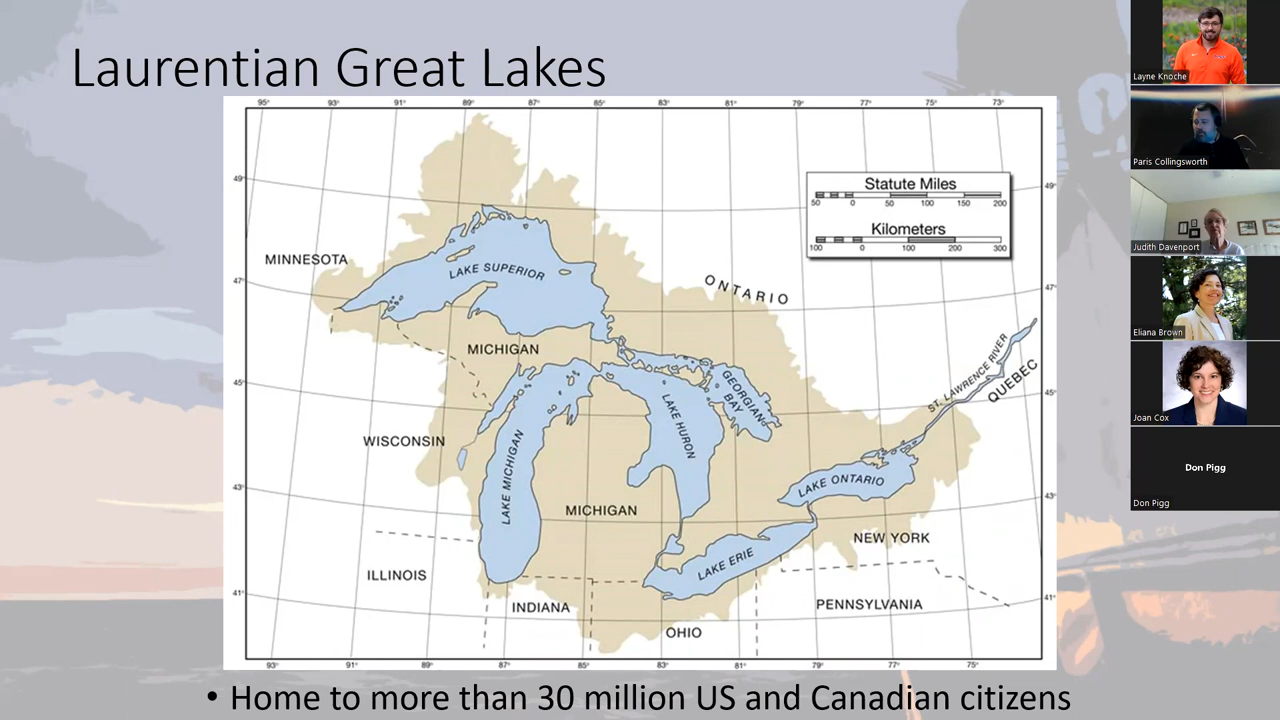 Laurentian Great Lakes
95° 93° 91° 89° 87° 85° 83° 81° 79° 77° 75° 73°
49° 49°
Statute Miles
50 0 50 100 150 200
Kilometers
100 0 100 200 300
MINNESOTA
LAKE SUPERIOR
47° 47°
ONTARIO
MICHIGAN
ST. LAWRENCE RIVER
QUEBEC
45° 45°
GEORGIAN
BAY
LAKE HURON
WISCONSIN
LAKE MICHIGAN
LAKE ONTARIO
43° 43°
MICHIGAN
NEW YORK
LAKE ERIE
ILLINOIS
41° 41°
INDIANA
PENNSYLVANIA
OHIO
93° 91° 89° 87° 85° 83° 81° 79° 77° 75°
• Home to more than 30 million US and Canadian citizens
Layne Knoche
Paris Collingsworth
Judith Davenport
Eliana Brown
Joan Cox
Don Pigg
Don Pigg